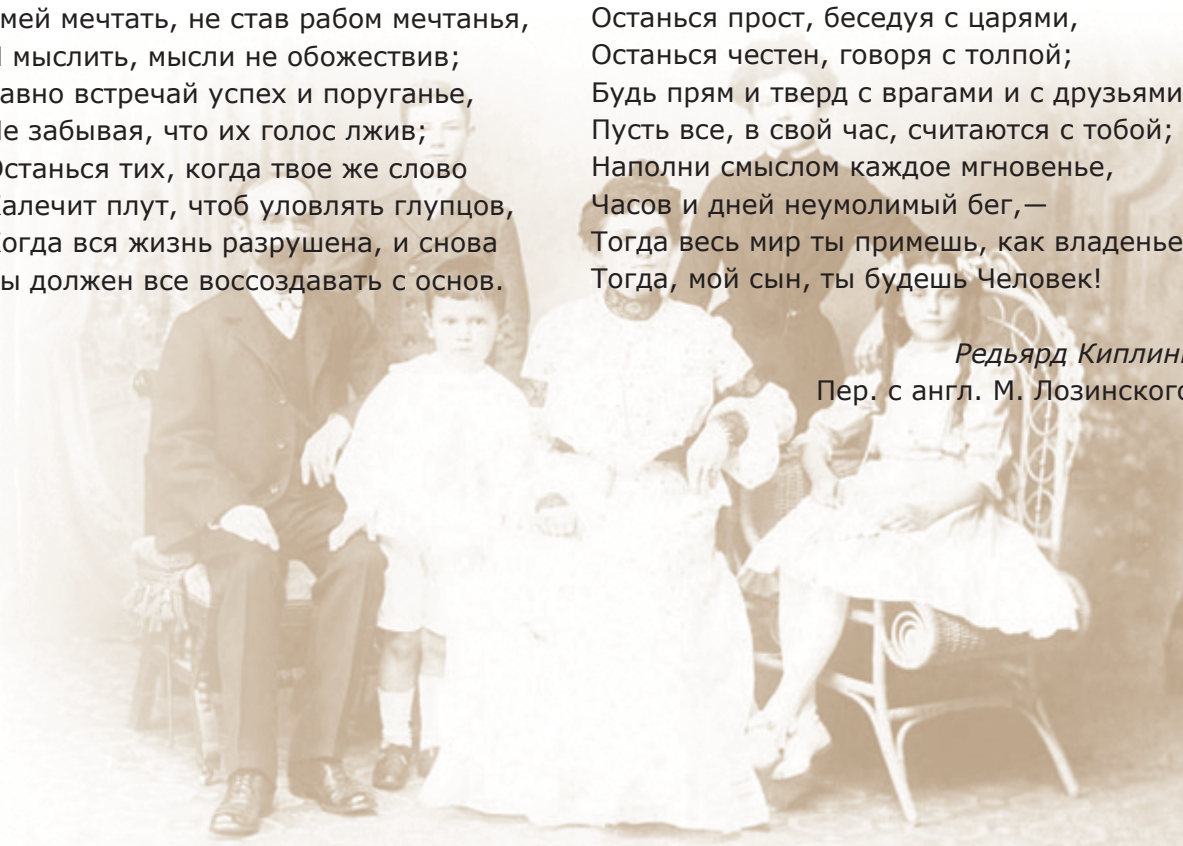 мей мечтать, не став рабом мечтанья,
мыслить, мысли не обожествив;
авно встречай успех и поруганье,
е забывая, что их голос лжив;
Останься тих, когда твое же слово
Калечит плут, чтоб уловлять глупцов,
Когда вся жизнь разрушена, и снова
ы должен все воссоздавать с основ.
Останься прост, беседуя с царями,
Останься честен, говоря с толпой;
Будь прям и тверд с врагами и с друзьями
Пусть все, в свой час, считаются с тобой;
Наполни смыслом каждое мгновенье,
Часов и дней неумолимый бег,—
Тогда весь мир ты примешь, как владенье
Тогда, мой сын, ты будешь Человек!
Редьярд Киплинг
Пер. с англ. М. Лозинского